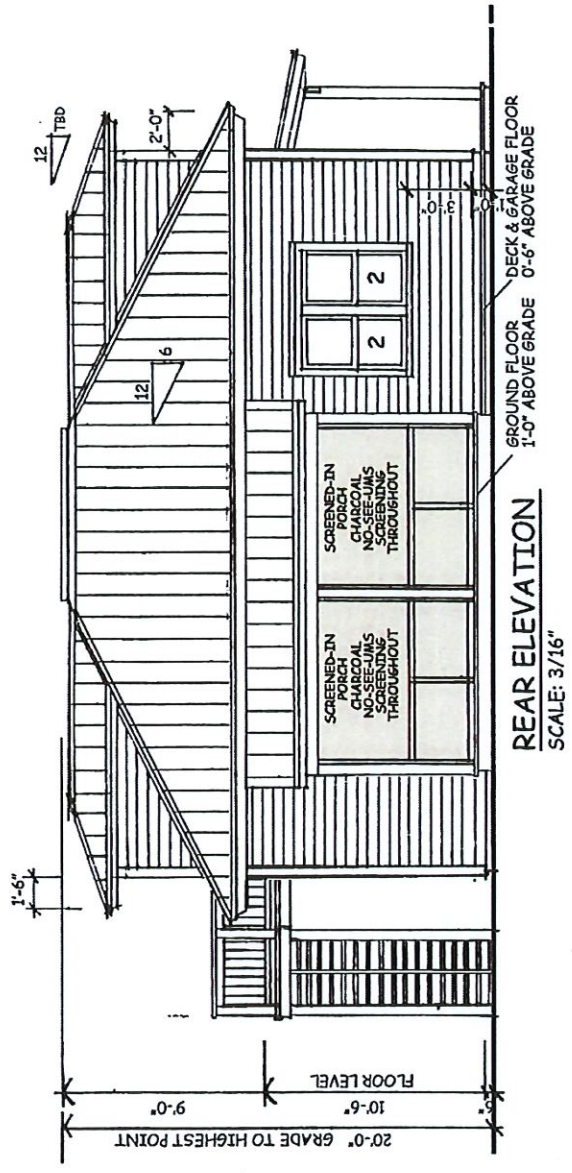 1'-6"
12
TBD
2'-0"
12
6
9'-0"
FLOOR LEVEL
10'-6"
20'-0" GRADE TO HIGHEST POINT
SCREENED-IN
PORCH
CHARCOAL
NO-SEE-UMS
SCREENING
THROUGHOUT
SCREENED-IN
PORCH
CHARCOAL
NO-SEE-UMS
SCREENING
THROUGHOUT
2
2
3'-0"
DECK & GARAGE FLOOR
0'-6" ABOVE GRADE
GROUND FLOOR
1'-0" ABOVE GRADE
REAR ELEVATION
SCALE: 3/16"